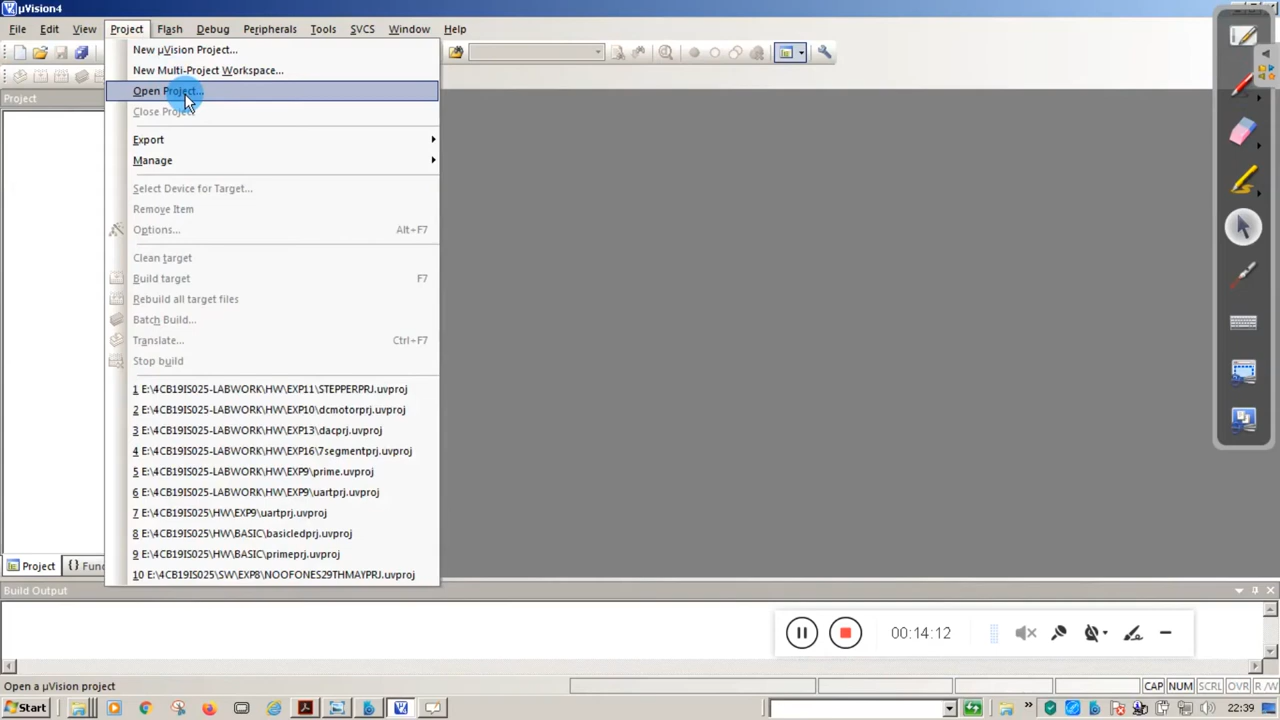 µVision4
File Edit View Project Flash Debug Peripherals Tools SVCS Window Help
New µVision Project...
New Multi-Project Workspace...
Open Project...
Close Project
Export
Manage
Select Device for Target...
Remove Item
Options... Alt+F7
Clean target
Build target F7
Rebuild all target files
Batch Build...
Translate... Ctrl+F7
Stop build
1 E:\4CB19IS025-LABWORK\HW\EXP11\STEPPERPRJ.uvproj
2 E:\4CB19IS025-LABWORK\HW\EXP10\dcmotorprj.uvproj
3 E:\4CB19IS025-LABWORK\HW\EXP13\dacprj.uvproj
4 E:\4CB19IS025-LABWORK\HW\EXP16\7segmentprj.uvproj
5 E:\4CB19IS025-LABWORK\HW\EXP9\prime.uvproj
6 E:\4CB19IS025-LABWORK\HW\EXP9\uartprj.uvproj
7 E:\4CB19IS025\HW\EXP9\uartprj.uvproj
8 E:\4CB19IS025\HW\BASIC\basicledprj.uvproj
9 E:\4CB19IS025\HW\BASIC\primeprj.uvproj
10 E:\4CB19IS025\SW\EXP8\NOOFONES29THMAYPRJ.uvproj
Project
Project {} Func
Build Output
00:14:12
Open a µVision project CAP NUM SCRL OVR R/W
Start 22:39